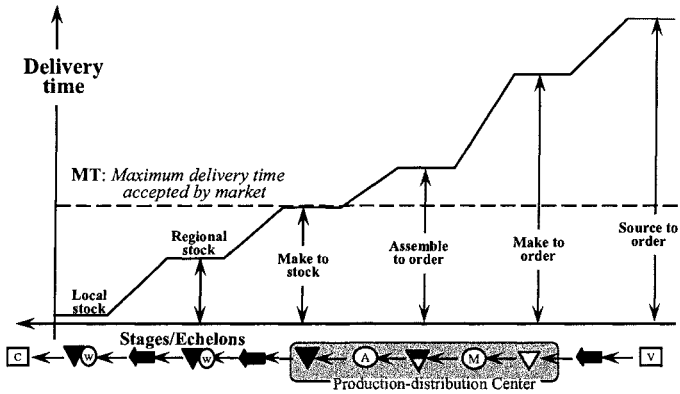 Delivery
time
MT: Maximum delivery time
accepted by market
Local
stock
Regional
stock
Make to
stock
Assemble
to order
Make to
order
Source to
order
Stages/Echelons
C
W
W
A
M
V
Production-distribution Center